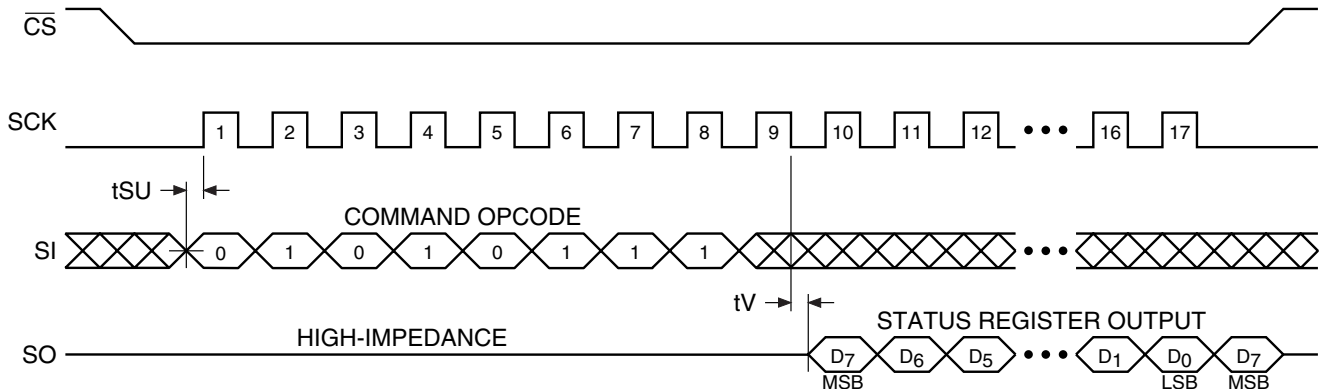 CS
SCK 1 2 3 4 5 6 7 8 9 10 11 12 ••• 16 17
tSU
COMMAND OPCODE
SI 0 1 0 1 0 1 1 1 •••
tV
HIGH-IMPEDANCE STATUS REGISTER OUTPUT
SO D7 D6 D5 ••• D1 D0 D7
MSB LSB MSB